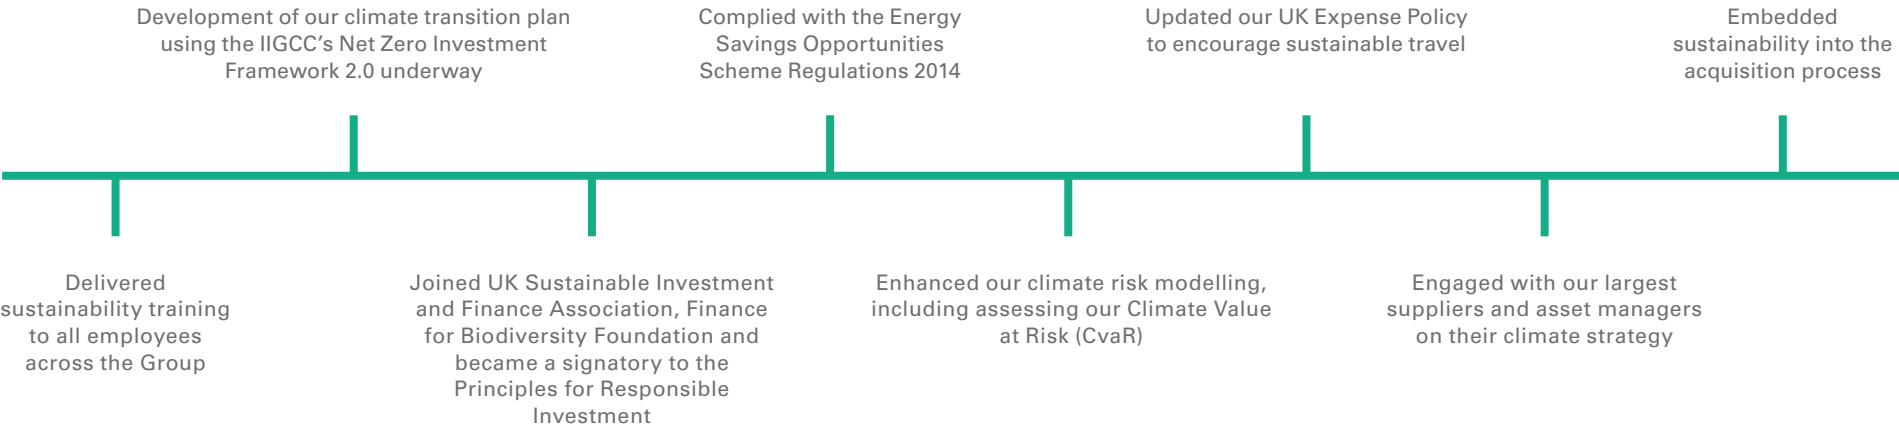 Development of our climate transition plan
using the IIGCC's Net Zero Investment
Framework 2.0 underway
Complied with the Energy
Savings Opportunities
Scheme Regulations 2014
Updated our UK Expense Policy
to encourage sustainable travel
Embedded
sustainability into the
acquisition process
Delivered
sustainability training
to all employees
across the Group
Joined UK Sustainable Investment
and Finance Association, Finance
for Biodiversity Foundation and
became a signatory to the
Principles for Responsible
Investment
Enhanced our climate risk modelling,
including assessing our Climate Value
at Risk (CvaR)
Engaged with our largest
suppliers and asset managers
on their climate strategy